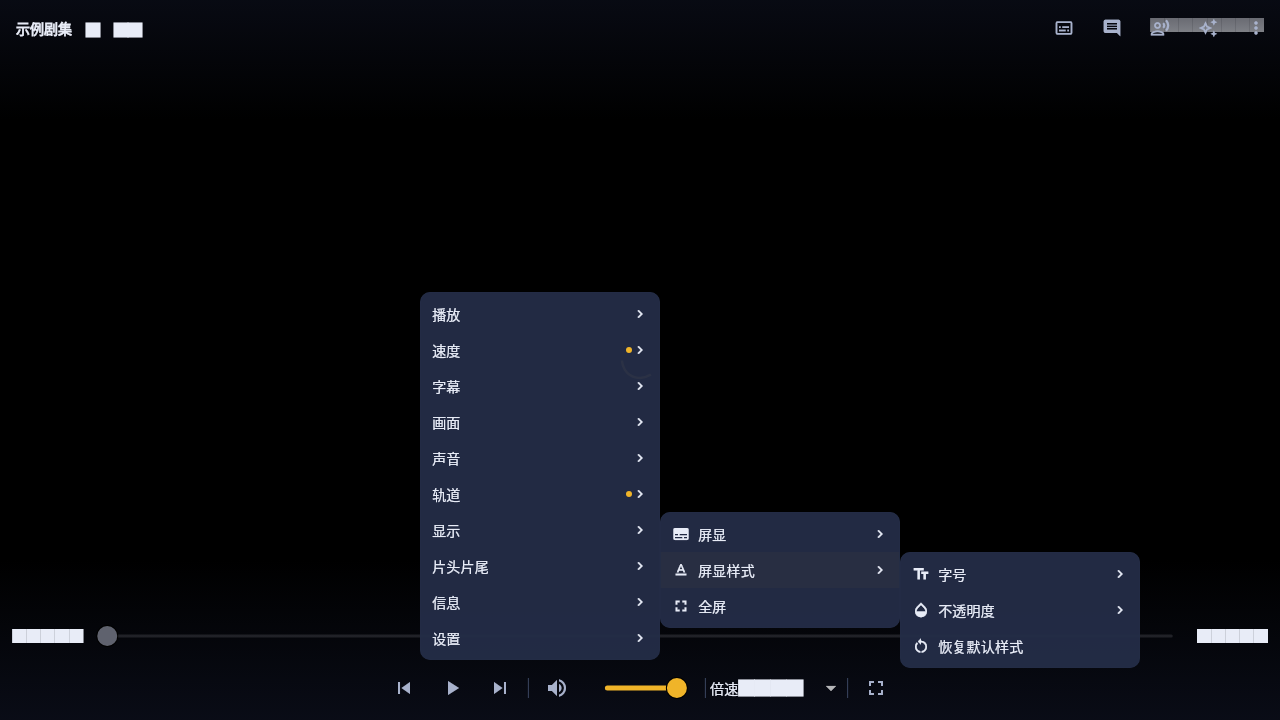 示例剧集
播放
速度
字幕
画面
声音
轨道
显示
片头片尾
信息
设置
屏显
屏显样式
全屏
字号
不透明度
恢复默认样式
倍速